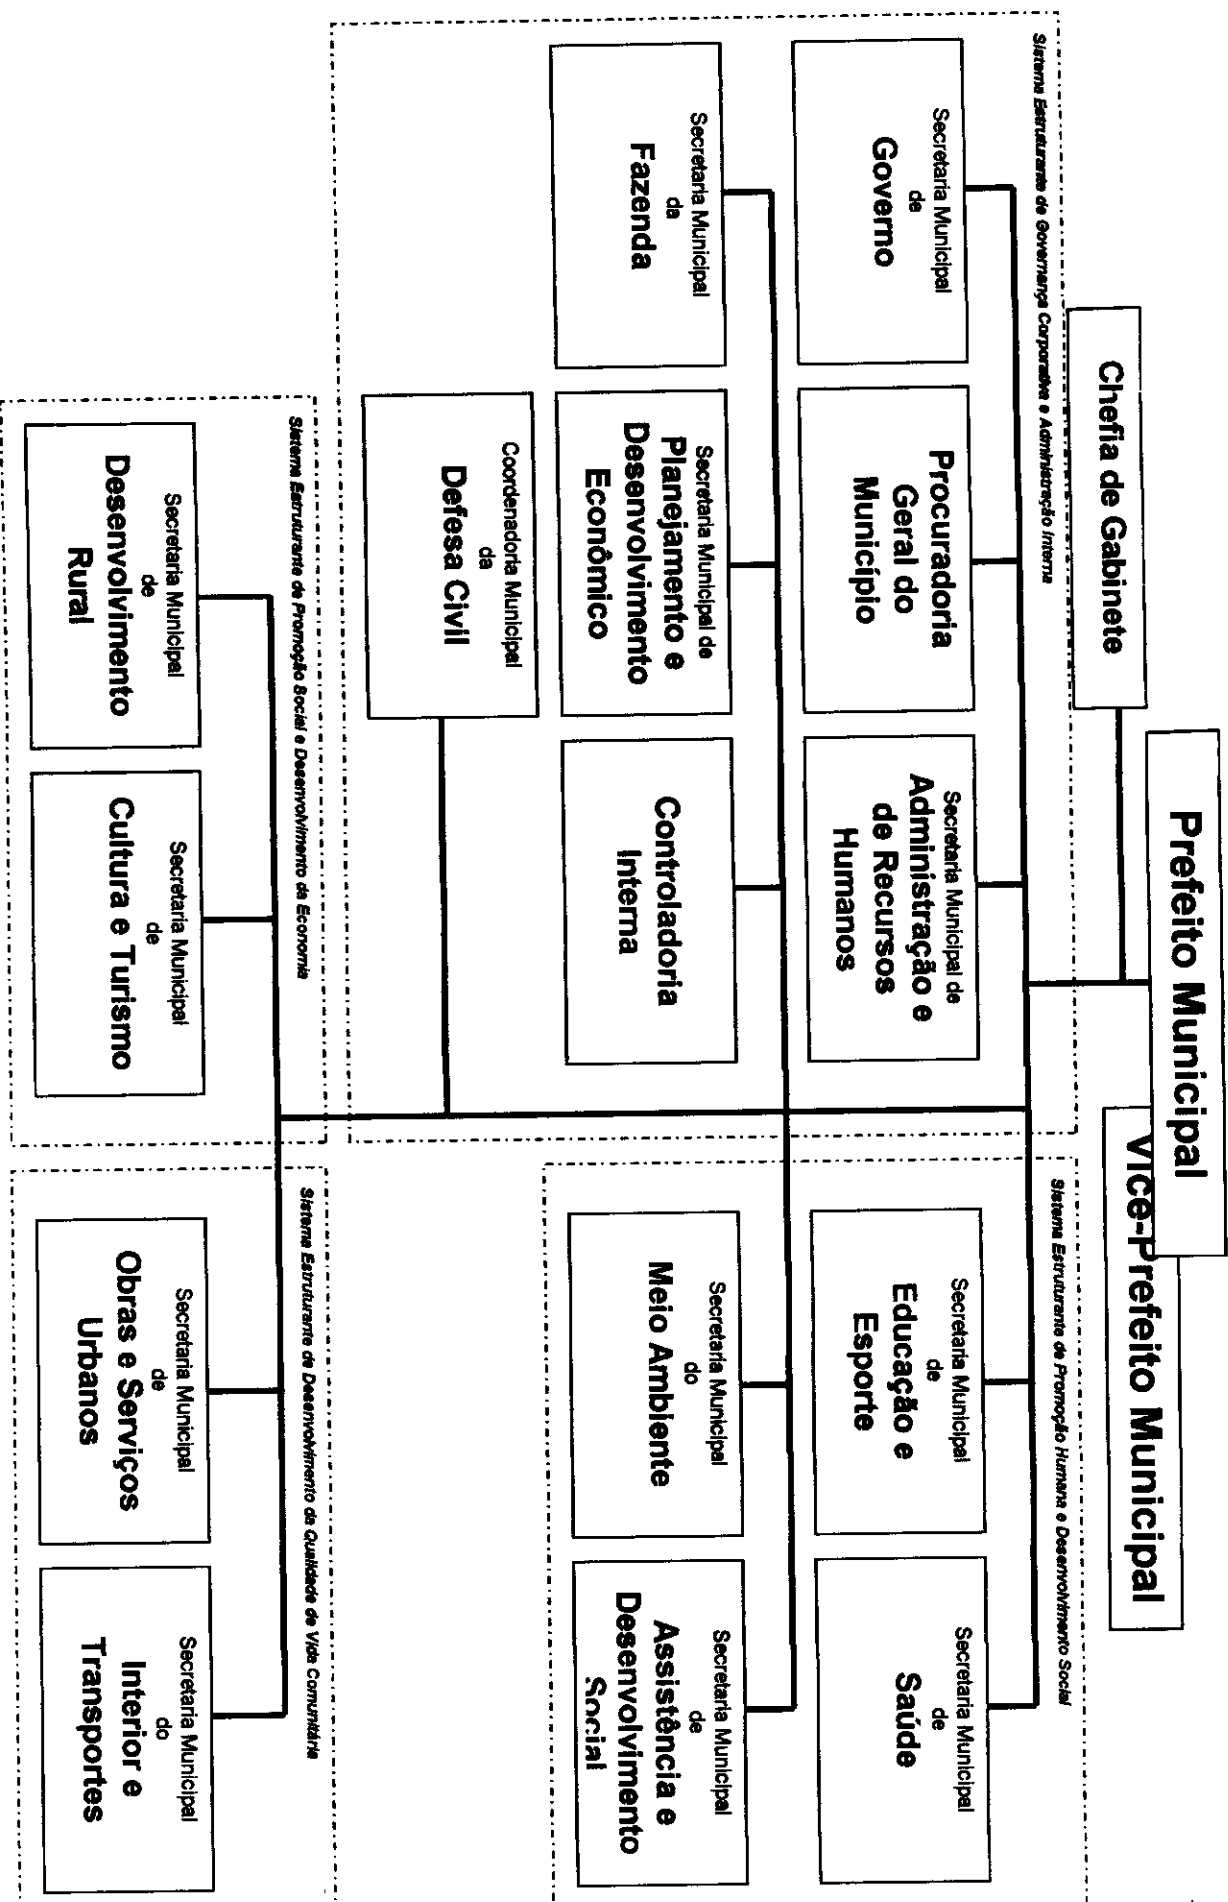 Prefeito Municipal
Vice-Prefeito Municipal
Chefia de Gabinete
Sistema Estruturante de Governança Corporativa e Administração Interna
Secretaria Municipal
de
Governo
Procuradoria
Geral do
Município
Secretaria Municipal de
Administração e
de Recursos
Humanos
Secretaria Municipal
da
Fazenda
Secretaria Municipal de
Planejamento e
Desenvolvimento
Econômico
Controladoria
Interna
Coordenadoria Municipal
da
Defesa Civil
Sistema Estruturante de Promoção Humana e Desenvolvimento Social
Secretaria Municipal
de
Educação e
Esporte
Secretaria Municipal
de
Saúde
Secretaria Municipal
do
Meio Ambiente
Secretaria Municipal
de
Assistência e
Desenvolvimento
Social
Sistema Estruturante de Promoção Social e Desenvolvimento da Economia
Secretaria Municipal
de
Desenvolvimento
Rural
Secretaria Municipal
de
Cultura e Turismo
Sistema Estruturante de Desenvolvimento da Qualidade de Vida Comunitária
Secretaria Municipal
de
Obras e Serviços
Urbanos
Secretaria Municipal
do
Interior e
Transportes